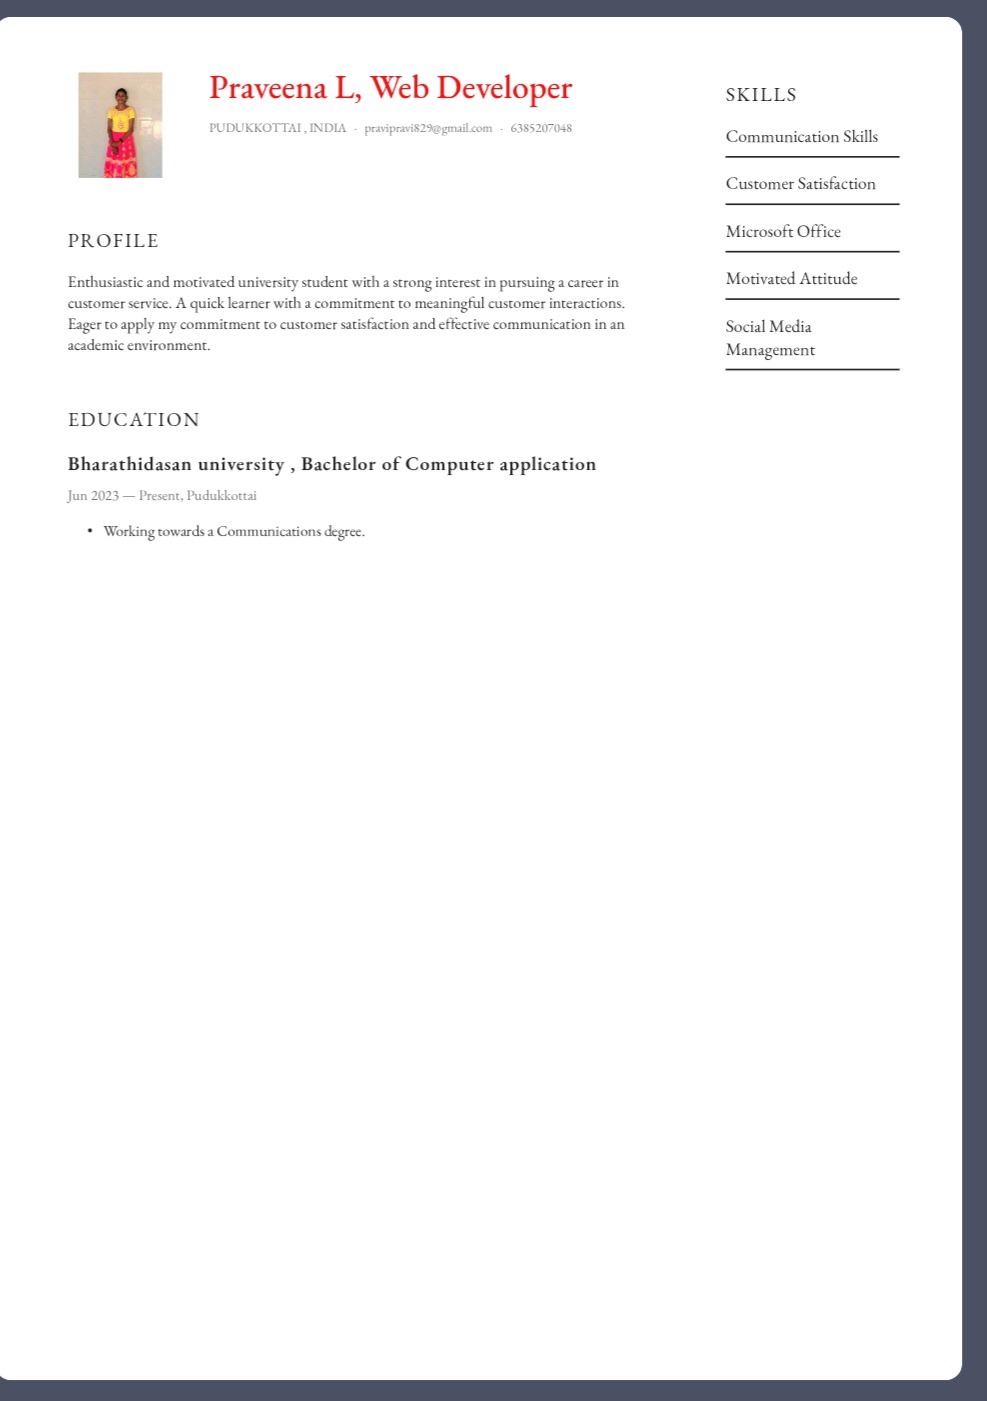 Praveena L, Web Developer
PUDUKKOTTAI , INDIA · pravipravi829@gmail.com · 6385207048
PROFILE
Enthusiastic and motivated university student with a strong interest in pursuing a career in
customer service. A quick learner with a commitment to meaningful customer interactions.
Eager to apply my commitment to customer satisfaction and effective communication in an
academic environment.
EDUCATION
Bharathidasan university , Bachelor of Computer application
Jun 2023 — Present, Pudukkottai
• Working towards a Communications degree.
SKILLS
Communication Skills
Customer Satisfaction
Microsoft Office
Motivated Attitude
Social Media
Management